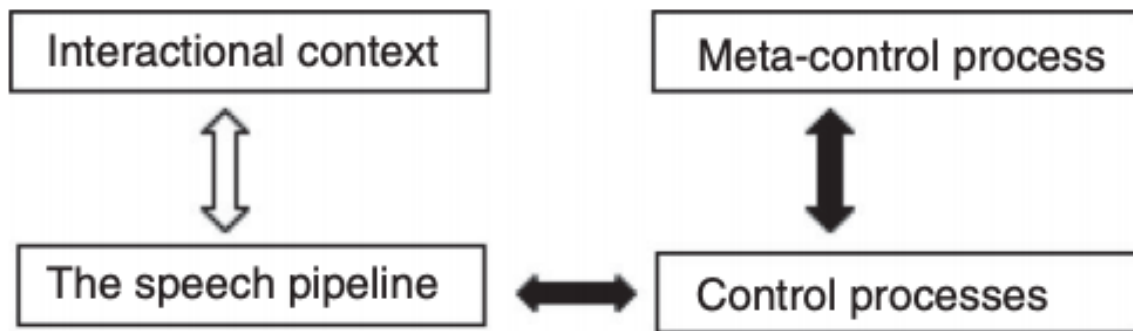 Interactional context
Meta-control process
The speech pipeline
Control processes